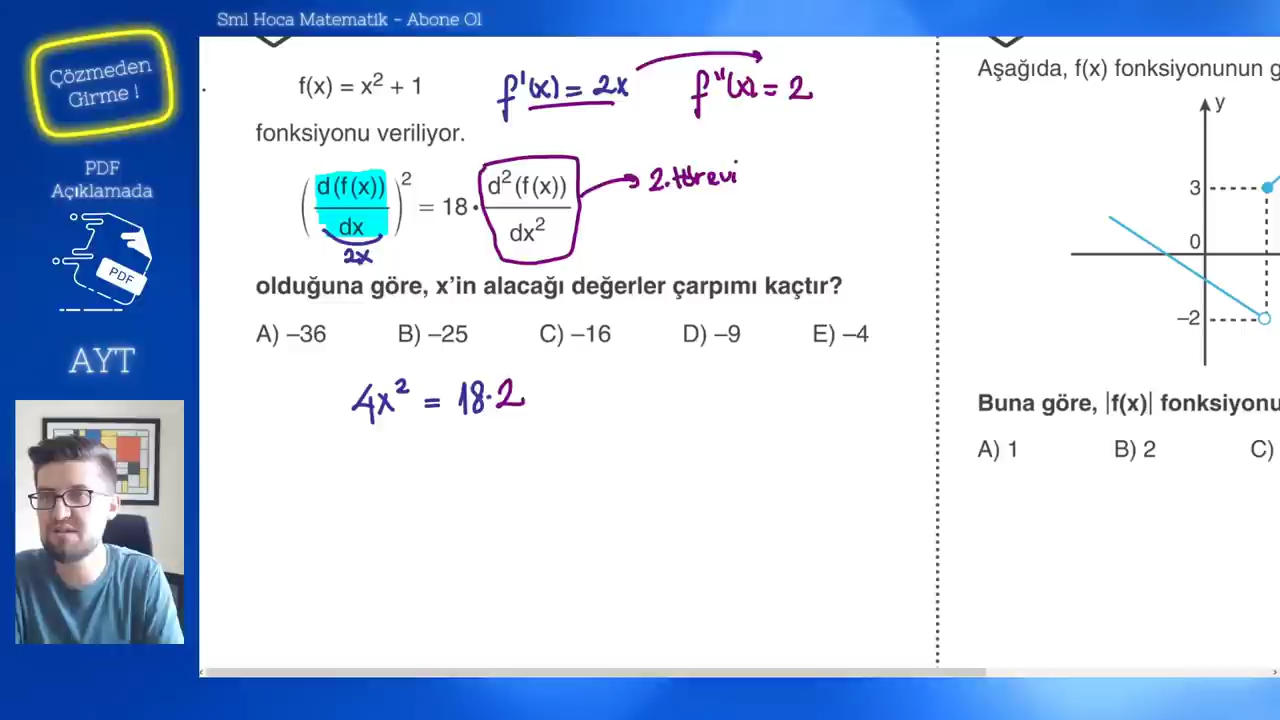 Sml Hoca Matematik - Abone Ol
Çözmeden
Girme !
PDF
Açıklamada
PDF
AYT
f(x) = x² + 1
f'(x) = 2x
f''(x) = 2
fonksiyonu veriliyor.
(d(f(x))/dx)² = 18 · d²(f(x))/dx²
2x
2. türevi
olduğuna göre, x'in alacağı değerler çarpımı kaçtır?
A) –36 B) –25 C) –16 D) –9 E) –4
4x² = 18·2
Aşağıda, f(x) fonksiyonunun g
y
3
0
–2
Buna göre, |f(x)| fonksiyonu
A) 1 B) 2 C)